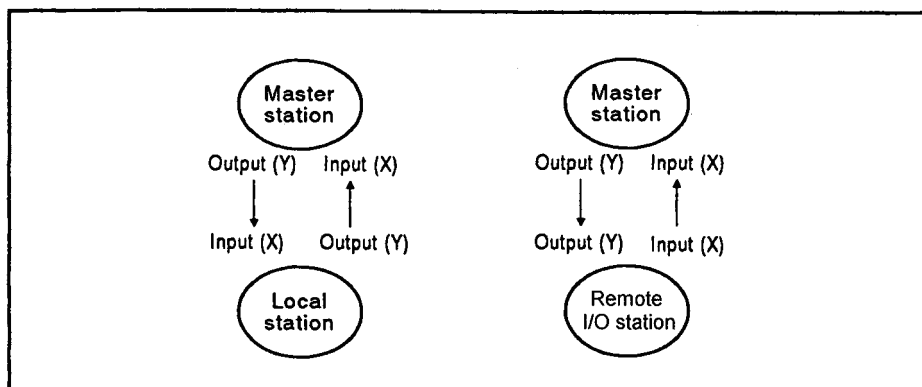 Master
station
Output (Y) Input (X)
Input (X) Output (Y)
Local
station
Master
station
Output (Y) Input (X)
Output (Y) Input (X)
Remote
I/O station